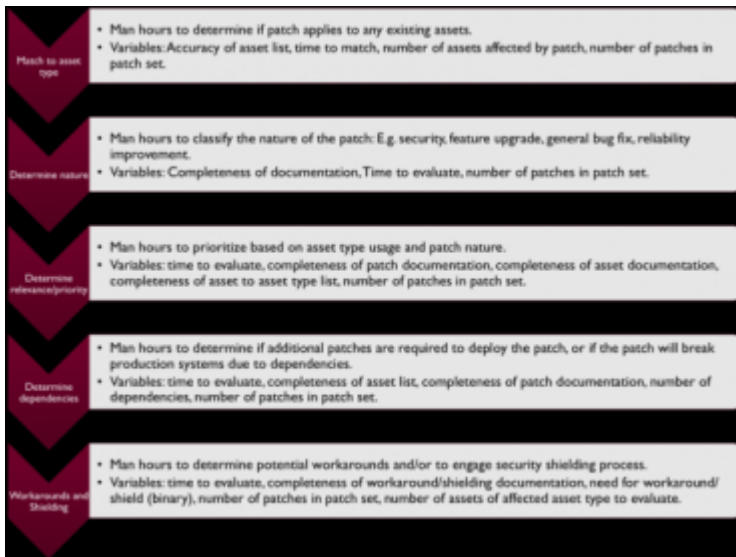 Match to asset
type
• Man hours to determine if patch applies to any existing assets.
• Variables: Accuracy of asset list, time to match, number of assets affected by patch, number of patches in
patch set.
Determine nature
• Man hours to classify the nature of the patch: E.g. security, feature upgrade, general bug fix, reliability
improvement.
• Variables: Completeness of documentation, Time to evaluate, number of patches in patch set.
Determine
relevance/priority
• Man hours to prioritize based on asset type usage and patch nature.
• Variables: time to evaluate, completeness of patch documentation, completeness of asset documentation,
completeness of asset to asset type list, number of patches in patch set.
Determine
dependencies
• Man hours to determine if additional patches are required to deploy the patch, or if the patch will break
production systems due to dependencies.
• Variables: time to evaluate, completeness of asset list, completeness of patch documentation, number of
dependencies, number of patches in patch set.
Workarounds and
Shielding
• Man hours to determine potential workarounds and/or to engage security shielding process.
• Variables: time to evaluate, completeness of workaround/shielding documentation, need for workaround/
shield (binary), number of patches in patch set, number of assets of affected asset type to evaluate.